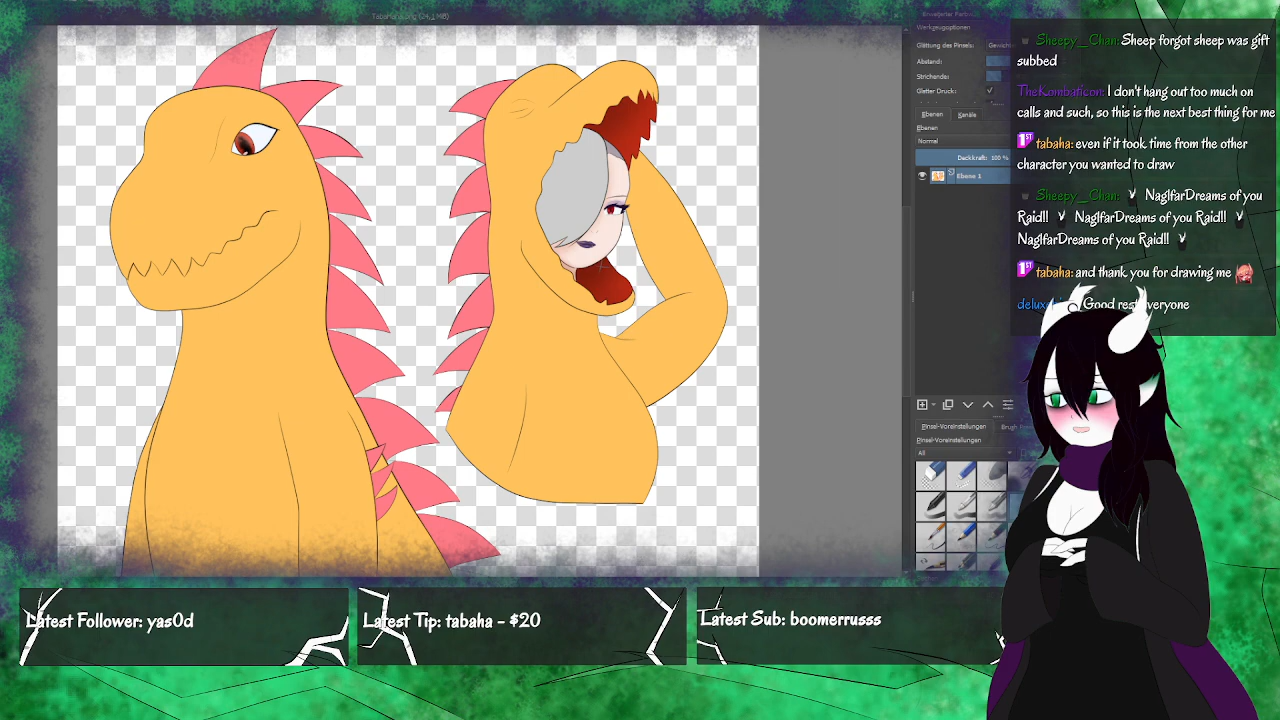 Werkzeugoptionen
Glättung des Pinsels:
Abstand:
Strichende:
Gletter Druck:
Ebenen
Kanäle
Ebenen
Normal
Deckkraft: 100 %
Ebene 1
Pinsel-Voreinstellungen
Pinsel-Voreinstellungen
All
Sheepy_Chan: Sheep forgot sheep was gift
subbed
TheKombaticon: I don't hang out too much on
calls and such, so this is the next best thing for me
1ST tabaha: even if it took time from the other
character you wanted to draw
Sheepy_Chan: NaglfarDreams of you
Raid!! NaglfarDreams of you Raid!!
NaglfarDreams of you Raid!!
1ST tabaha: and thank you for drawing me
Good rest everyone
Latest Follower: yas0d
Latest Tip: tabaha - $20
Latest Sub: boomerrusss